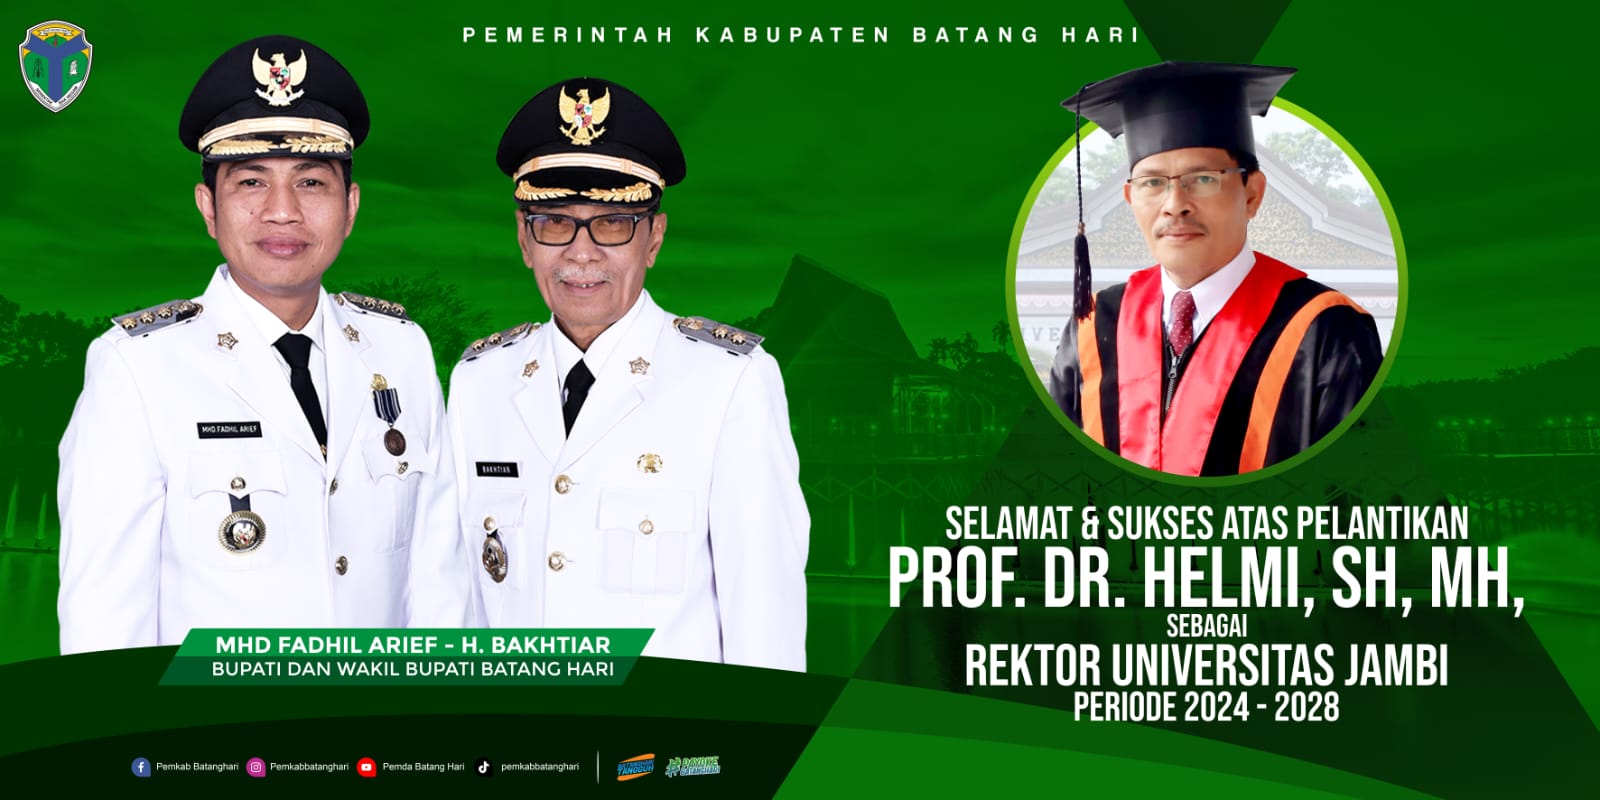 PEMERINTAH KABUPATEN BATANG HARI
MHD.FADHIL ARIEF
BAKHTIAR
MHD FADHIL ARIEF - H. BAKHTIAR
BUPATI DAN WAKIL BUPATI BATANG HARI
SELAMAT & SUKSES ATAS PELANTIKAN
PROF. DR. HELMI, SH, MH,
SEBAGAI
REKTOR UNIVERSITAS JAMBI
PERIODE 2024 - 2028
Pemkab Batanghari
Pemkabbatanghari
Pemda Batang Hari
pemkabbatanghari
BATANGHARI
TANGGUH